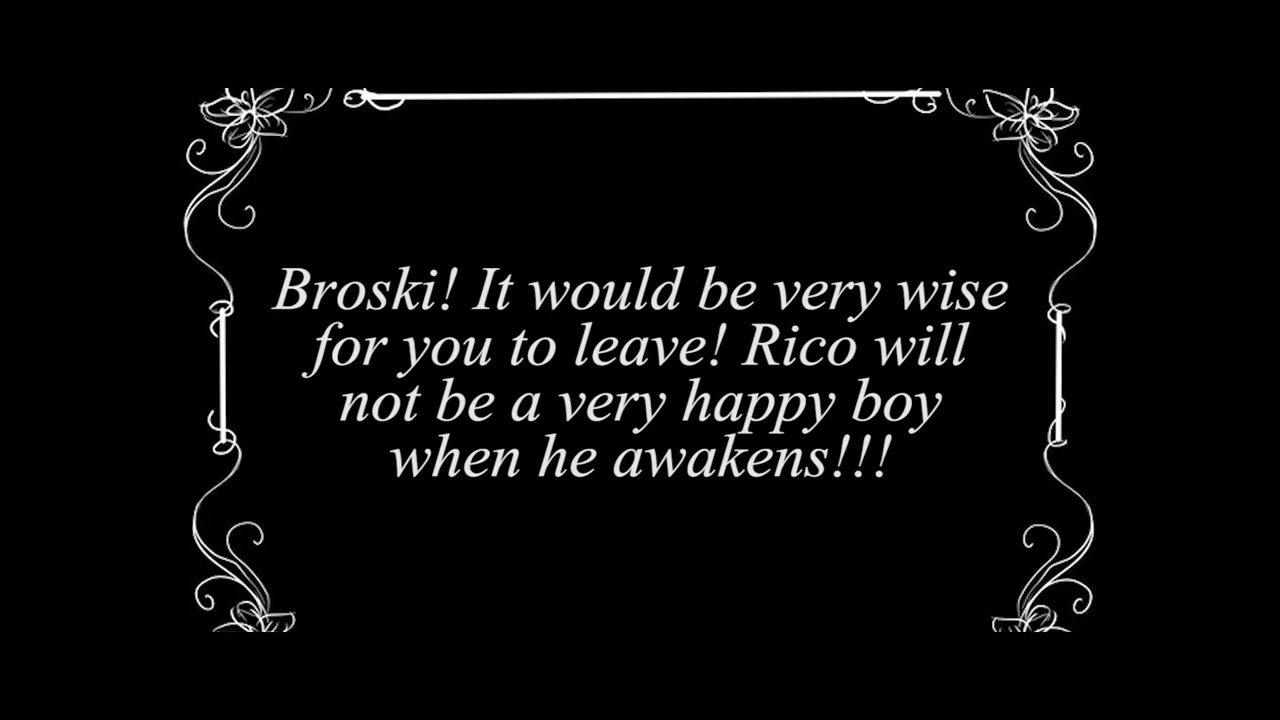 Broski! It would be very wise
for you to leave! Rico will
not be a very happy boy
when he awakens!!!